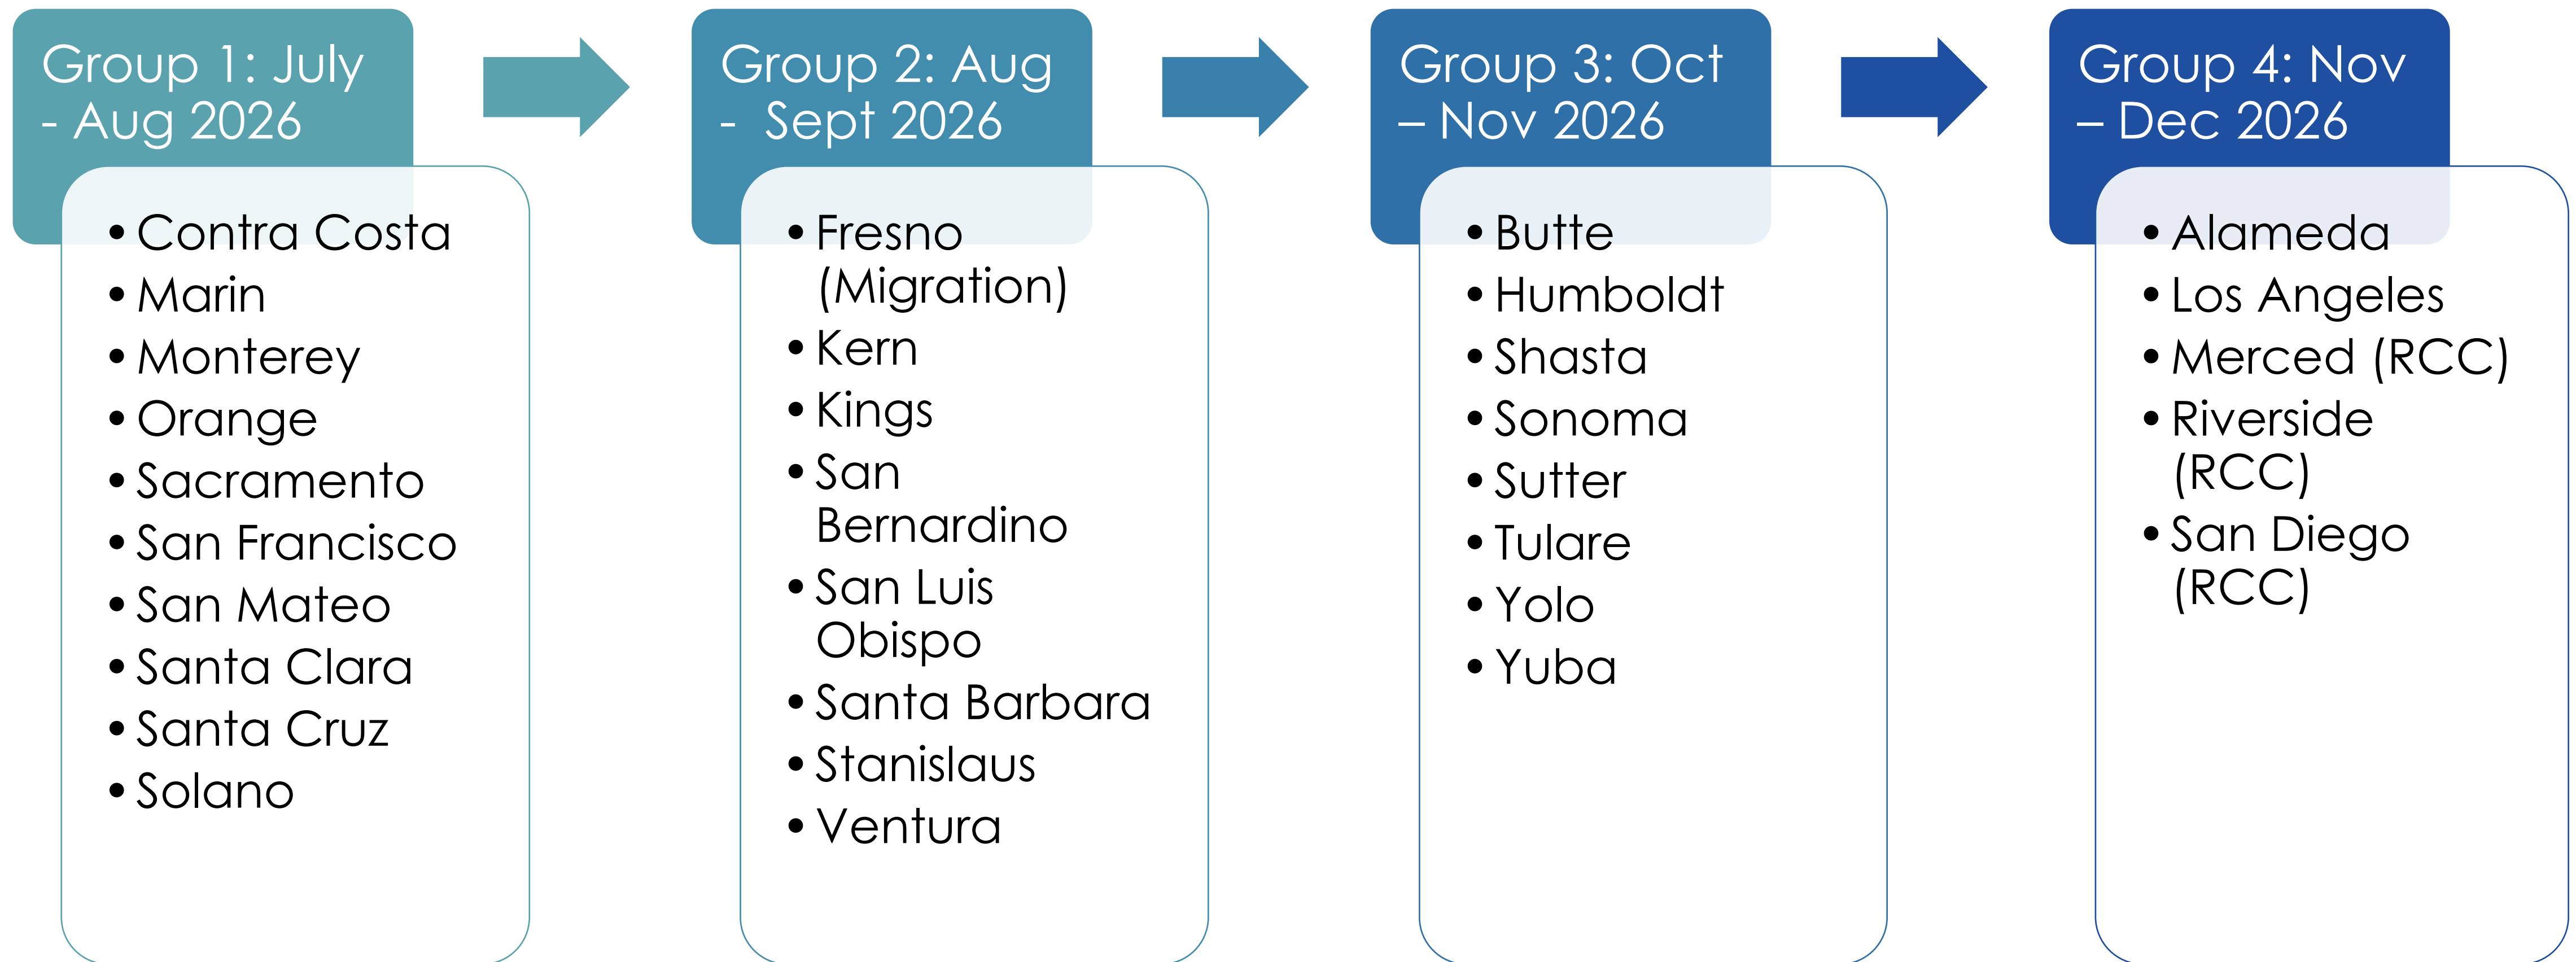 Group 1: July
- Aug 2026
• Contra Costa
• Marin
• Monterey
• Orange
• Sacramento
• San Francisco
• San Mateo
• Santa Clara
• Santa Cruz
• Solano
Group 2: Aug
-  Sept 2026
• Fresno
(Migration)
• Kern
• Kings
• San
Bernardino
• San Luis
Obispo
• Santa Barbara
• Stanislaus
• Ventura
Group 3: Oct
– Nov 2026
• Butte
• Humboldt
• Shasta
• Sonoma
• Sutter
• Tulare
• Yolo
• Yuba
Group 4: Nov
– Dec 2026
• Alameda
• Los Angeles
• Merced (RCC)
• Riverside
(RCC)
• San Diego
(RCC)